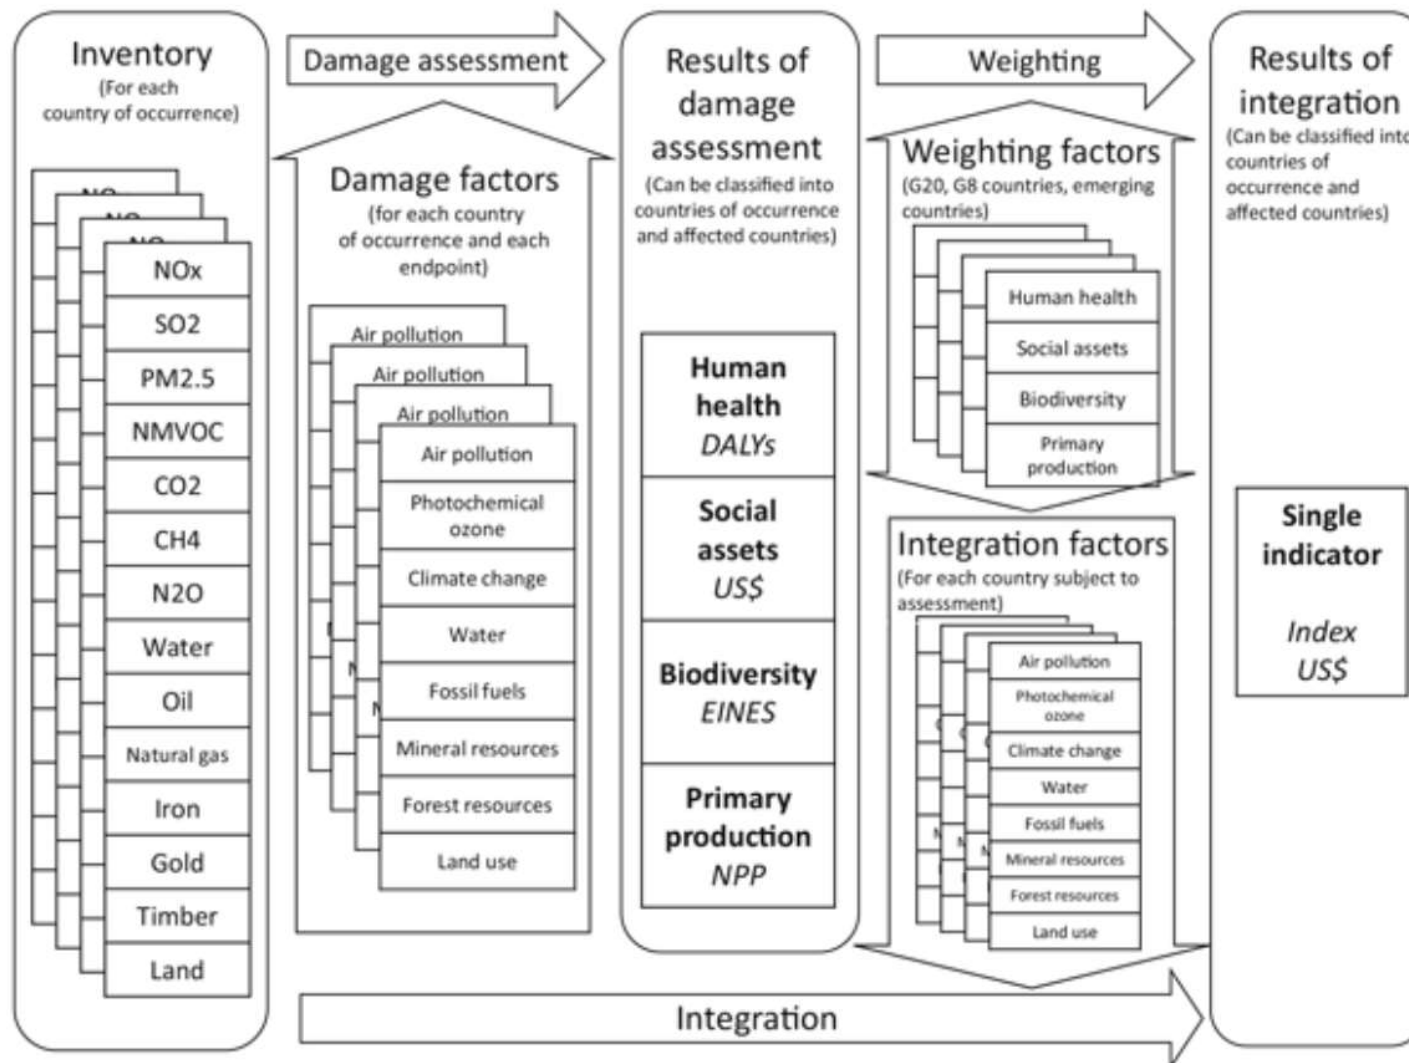 Inventory
(For each
country of occurrence)
NOx
SO2
PM2.5
NMVOC
CO2
CH4
N2O
Water
Oil
Natural gas
Iron
Gold
Timber
Land
Damage assessment
Damage factors
(for each country
of occurrence and each
endpoint)
Air pollution
Air pollution
Air pollution
Air pollution
Photochemical
ozone
Climate change
Water
Fossil fuels
Mineral resources
Forest resources
Land use
Results of
damage
assessment
(Can be classified into
countries of occurrence
and affected countries)
Human
health
DALYs
Social
assets
US$
Biodiversity
EINES
Primary
production
NPP
Weighting
Weighting factors
(G20, G8 countries, emerging
countries)
Human health
Social assets
Biodiversity
Primary
production
Integration factors
(For each country subject to
assessment)
Air pollution
Photochemical
ozone
Climate change
Water
Fossil fuels
Mineral resources
Forest resources
Land use
Results of
integration
(Can be classified into
countries of
occurrence and
affected countries)
Single
indicator
Index
US$
Integration